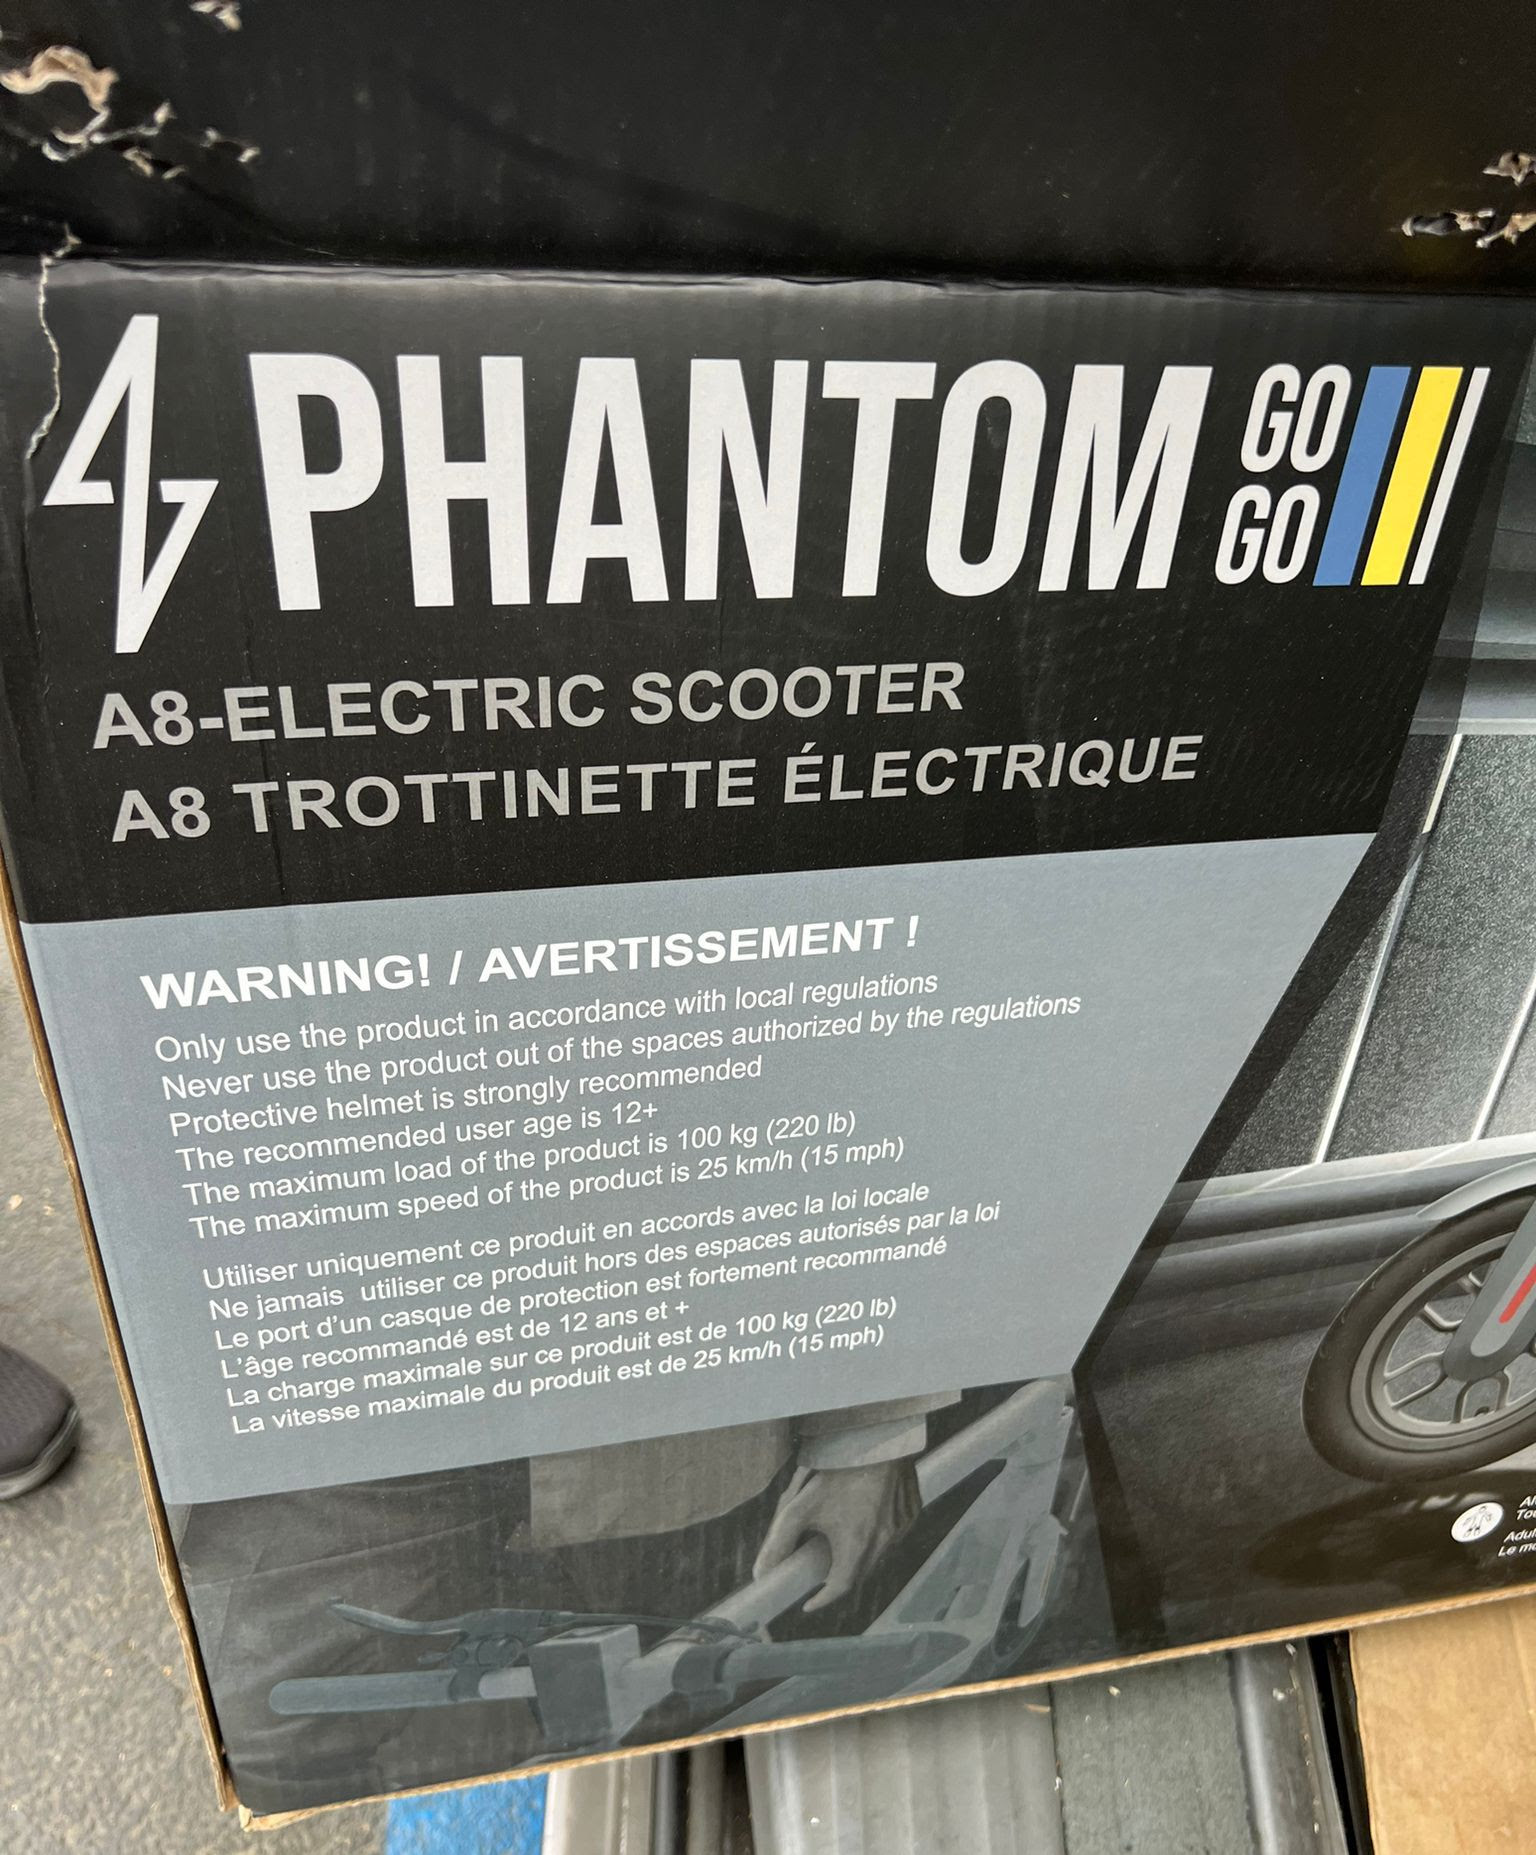 PHANTOM GO
GO
A8-ELECTRIC SCOOTER
A8 TROTTINETTE ÉLECTRIQUE
WARNING! / AVERTISSEMENT !
Only use the product in accordance with local regulations
Never use the product out of the spaces authorized by the regulations
Protective helmet is strongly recommended
The recommended user age is 12+
The maximum load of the product is 100 kg (220 lb)
The maximum speed of the product is 25 km/h (15 mph)
Utiliser uniquement ce produit en accords avec la loi locale
Ne jamais utiliser ce produit hors des espaces autorisés par la loi
Le port d'un casque de protection est fortement recommandé
L'âge recommandé est de 12 ans et +
La charge maximale sur ce produit est de 100 kg (220 lb)
La vitesse maximale du produit est de 25 km/h (15 mph)
Le